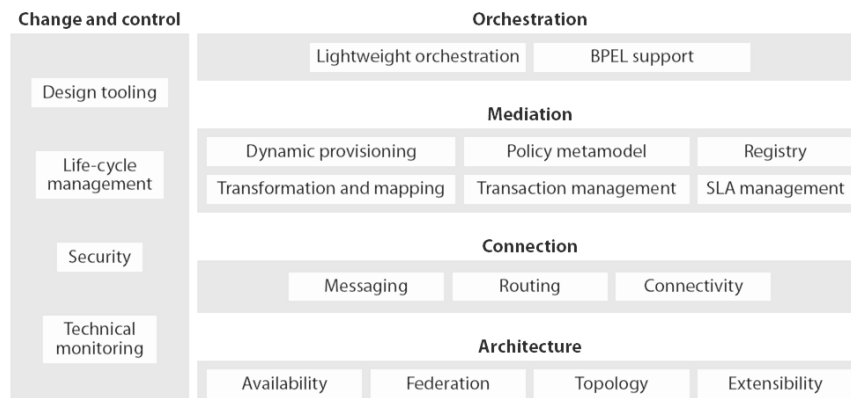 Change and control
Design tooling
Life-cycle
management
Security
Technical
monitoring
Orchestration
Lightweight orchestration
BPEL support
Mediation
Dynamic provisioning
Policy metamodel
Registry
Transformation and mapping
Transaction management
SLA management
Connection
Messaging
Routing
Connectivity
Architecture
Availability
Federation
Topology
Extensibility